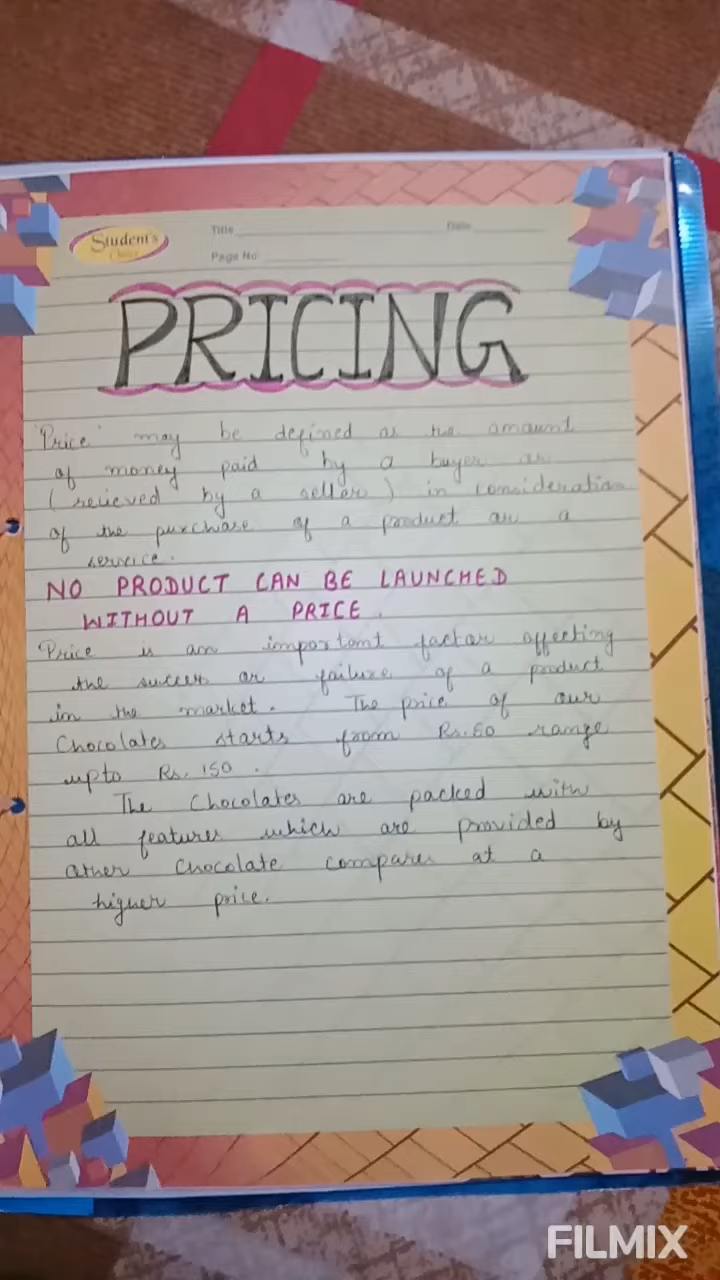 Student's
Choice
Title
Date
Page No
PRICING
'Price' may be defined as the amount
of money paid by a buyer or
(recieved by a seller) in consideration
of the purchase of a product or a
service.
NO PRODUCT CAN BE LAUNCHED
WITHOUT A PRICE.
Price is an important factor affecting
the success or failure of a product
in the market. The price of our
Chocolates starts from Rs. 50 range
upto Rs. 150.
The Chocolates are packed with
all features which are provided by
other Chocolate compare at a
higher price.
FILMIX